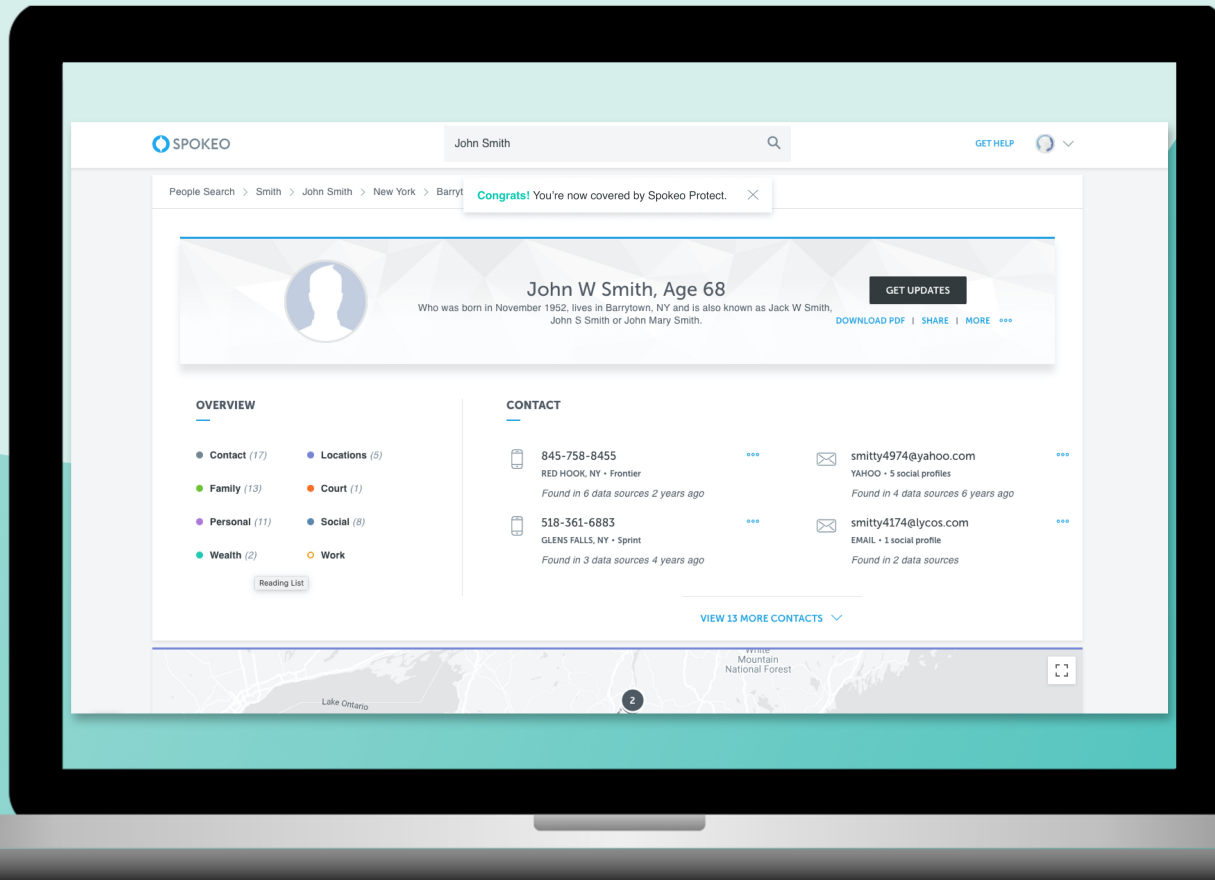 SPOKEO
John Smith
GET HELP
People Search > Smith > John Smith > New York > Barryt
Congrats! You're now covered by Spokeo Protect.
John W Smith, Age 68
Who was born in November 1952, lives in Barrytown, NY and is also known as Jack W Smith,
John S Smith or John Mary Smith.
GET UPDATES
DOWNLOAD PDF | SHARE | MORE
OVERVIEW
Contact (17)
Locations (5)
Family (13)
Court (1)
Personal (11)
Social (8)
Wealth (2)
Work
Reading List
CONTACT
845-758-8455
RED HOOK, NY • Frontier
Found in 6 data sources 2 years ago
smitty4974@yahoo.com
YAHOO • 5 social profiles
Found in 4 data sources 6 years ago
518-361-6883
GLENS FALLS, NY • Sprint
Found in 3 data sources 4 years ago
smitty4174@lycos.com
EMAIL • 1 social profile
Found in 2 data sources
VIEW 13 MORE CONTACTS
White
Mountain
National Forest
Lake Ontario
2